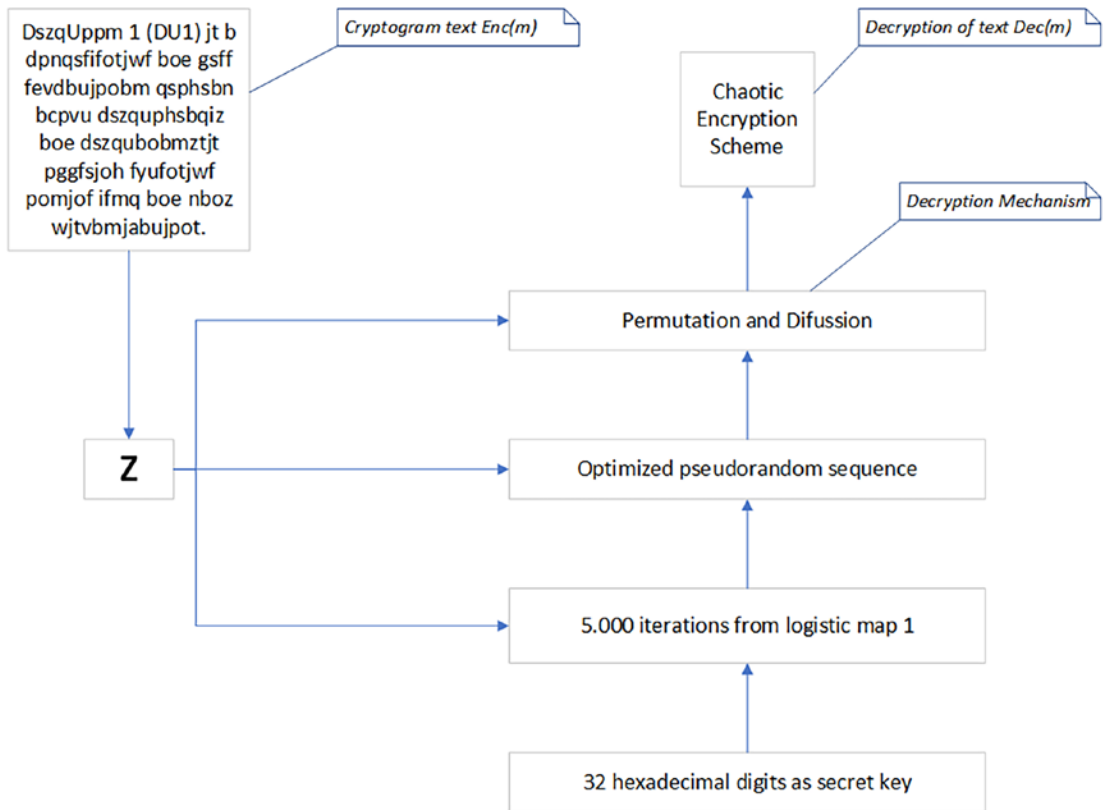 DszqUppm 1 (DU1) jt b
dpnqsfifotjwf boe gsff
fevdbujpobm qsphsbn
bcpvu dszquphsbqiz
boe dszqubobmztjt
pggfsjoh fyufotjwf
pomjof ifmq boe nboz
wjtvbmjabujpot.
Cryptogram text Enc(m)
Decryption of text Dec(m)
Chaotic
Encryption
Scheme
Decryption Mechanism
Permutation and Difussion
Z
Optimized pseudorandom sequence
5.000 iterations from logistic map 1
32 hexadecimal digits as secret key